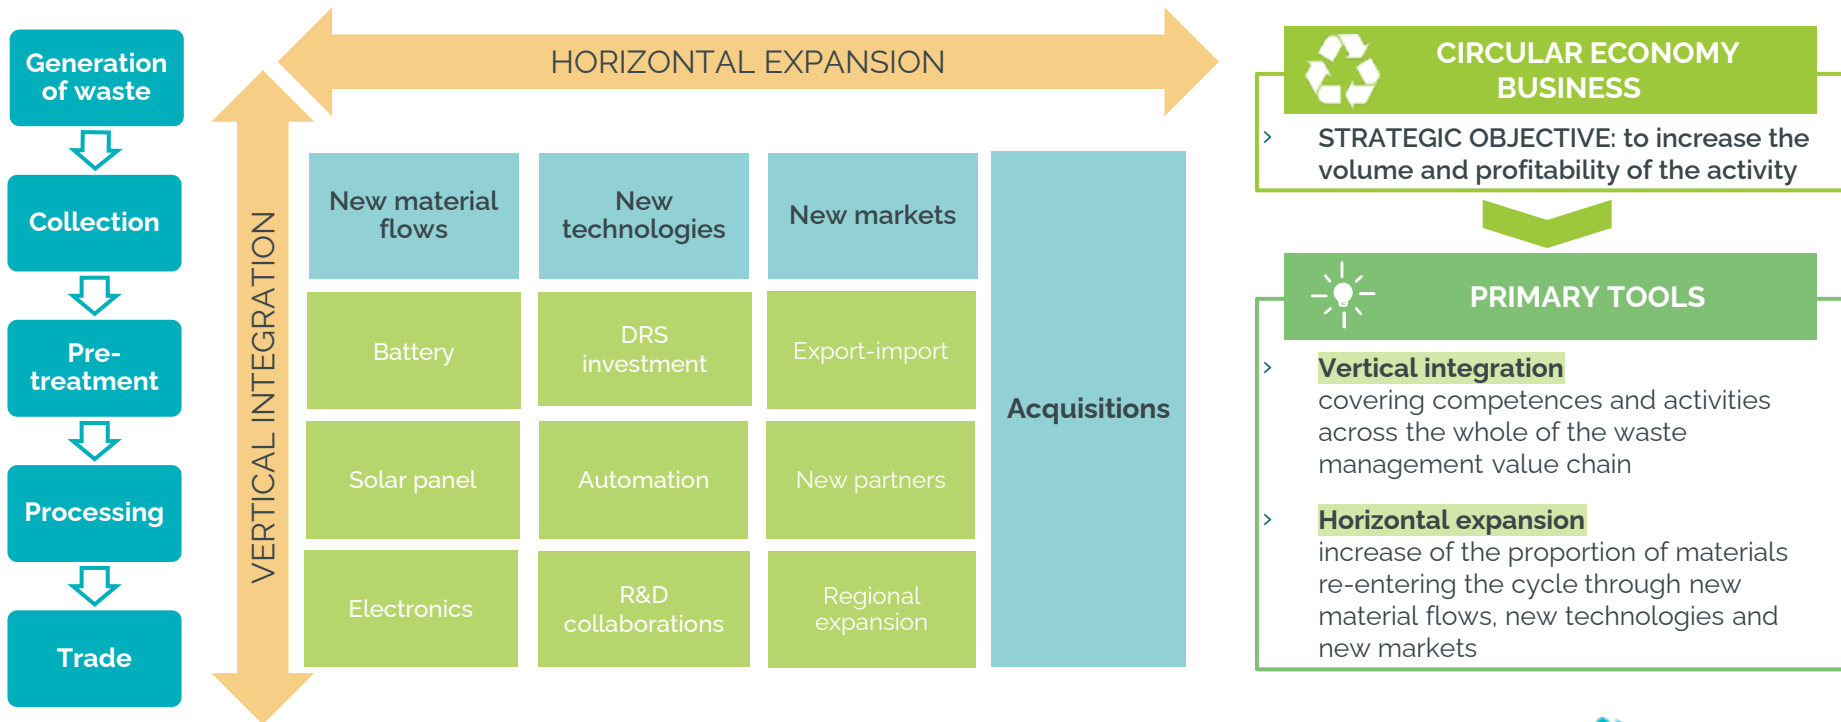 Generation
of waste
Collection
Pre-
treatment
Processing
Trade
HORIZONTAL EXPANSION
VERTICAL INTEGRATION
New material
flows
New
technologies
New markets
Acquisitions
Battery
DRS
investment
Export-import
Solar panel
Automation
New partners
Electronics
R&D
collaborations
Regional
expansion
CIRCULAR ECONOMY
BUSINESS
› STRATEGIC OBJECTIVE: to increase the
volume and profitability of the activity
PRIMARY TOOLS
› Vertical integration
covering competences and activities
across the whole of the waste
management value chain
› Horizontal expansion
increase of the proportion of materials
re-entering the cycle through new
material flows, new technologies and
new markets